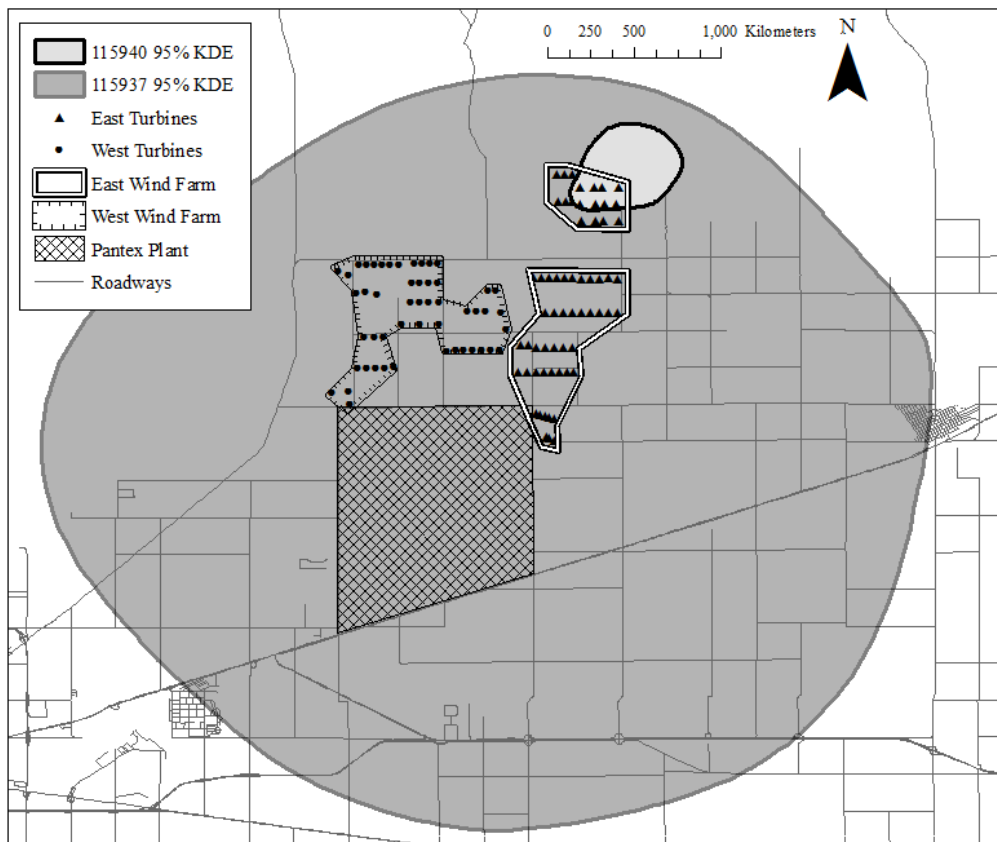 115940 95% KDE
115937 95% KDE
East Turbines
West Turbines
East Wind Farm
West Wind Farm
Pantex Plant
Roadways
0 250 500 1,000 Kilometers
N